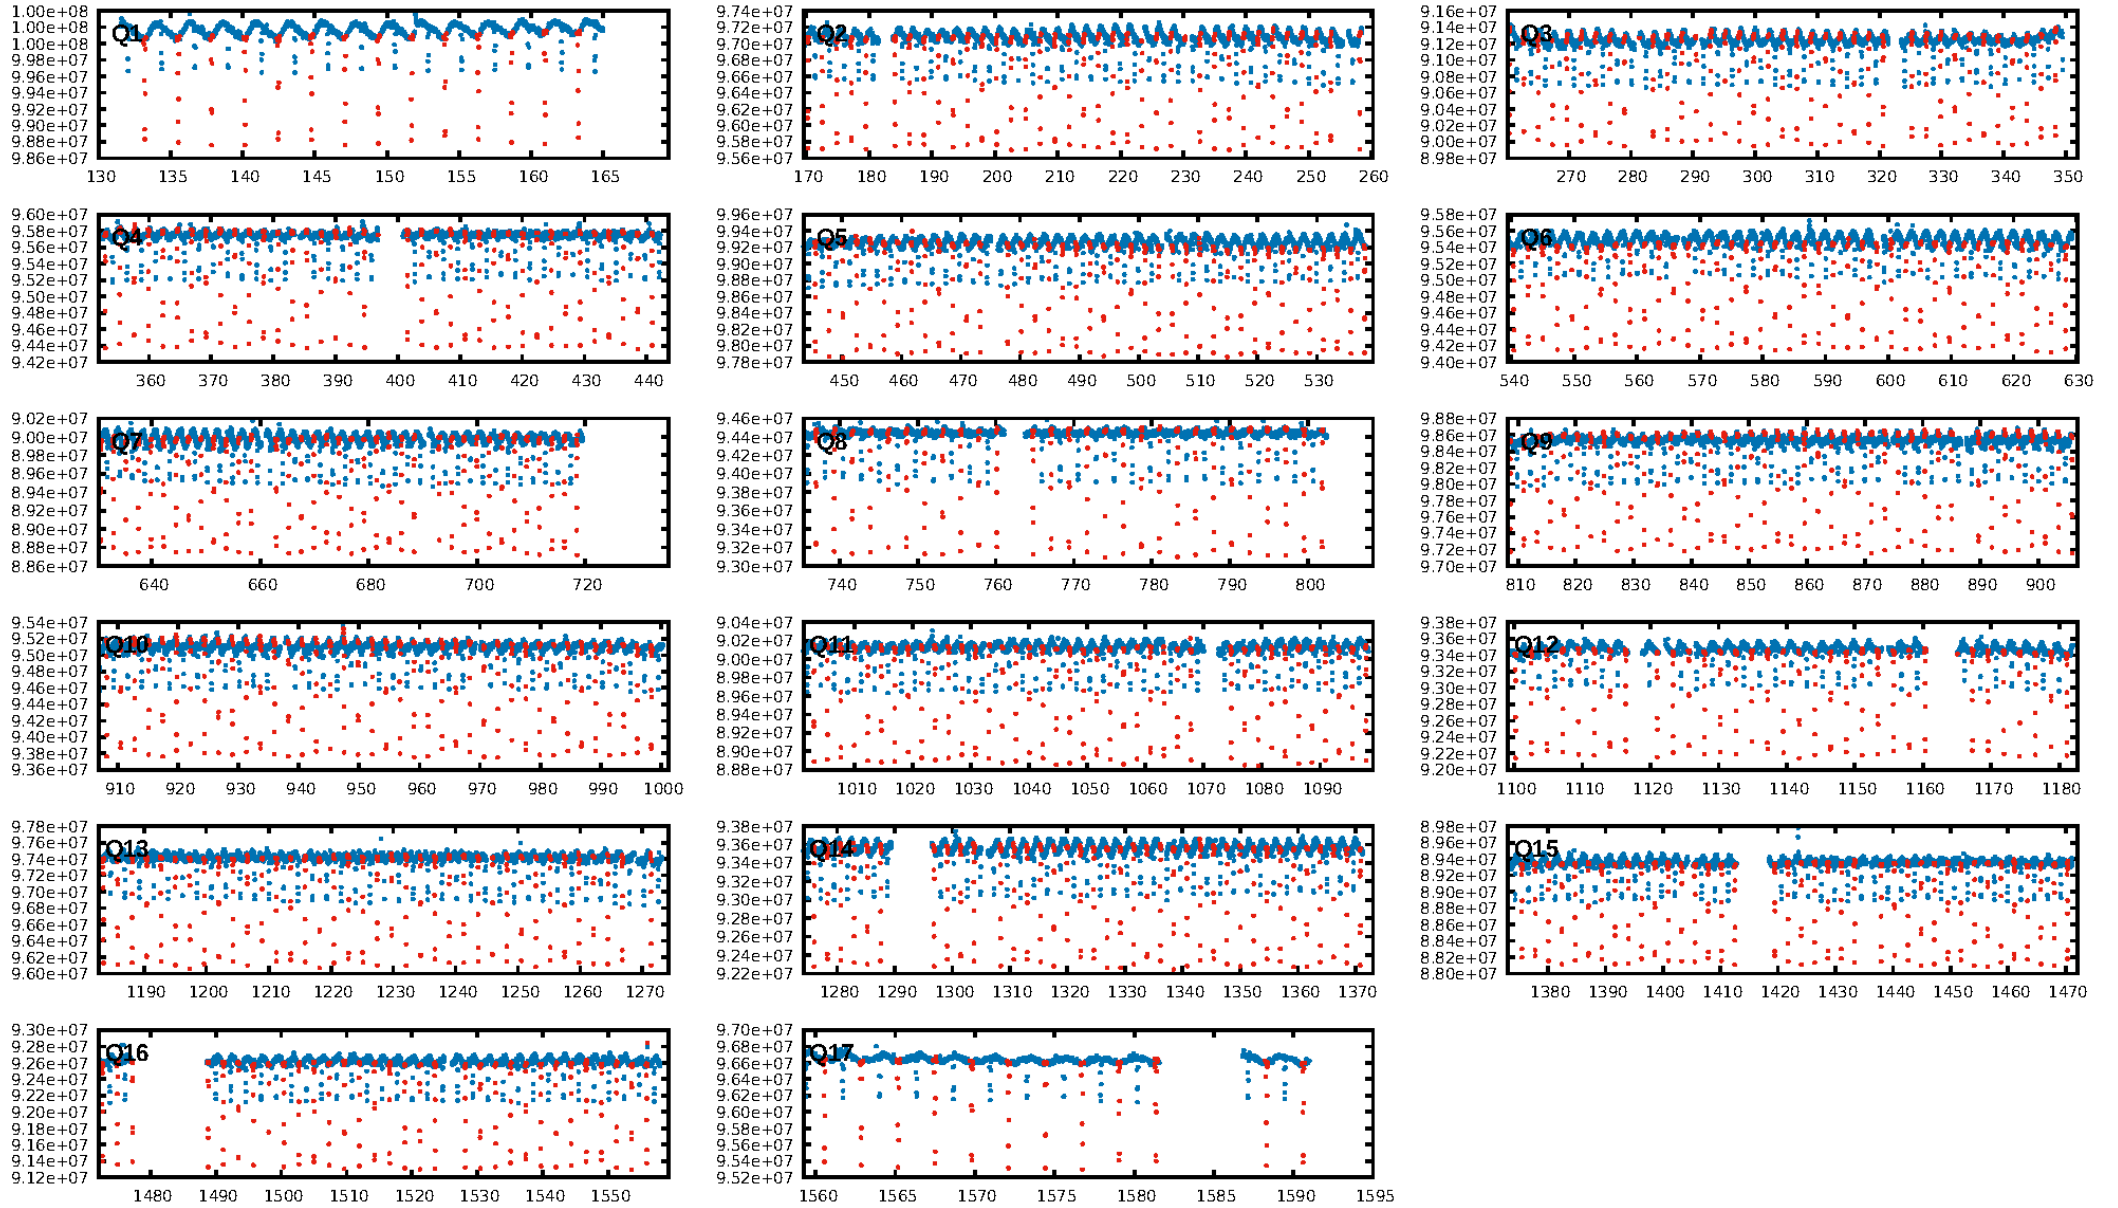 1.00e+08
1.00e+08
Q1
1.00e+08
9.98e+07
9.96e+07
9.94e+07
9.92e+07
9.90e+07
9.88e+07
9.86e+07
130 135 140 145 150 155 160 165
9.74e+07
9.72e+07
Q2
9.70e+07
9.68e+07
9.66e+07
9.64e+07
9.62e+07
9.60e+07
9.58e+07
9.56e+07
170 180 190 200 210 220 230 240 250 260
9.16e+07
9.14e+07
Q3
9.12e+07
9.10e+07
9.08e+07
9.06e+07
9.04e+07
9.02e+07
9.00e+07
8.98e+07
270 280 290 300 310 320 330 340 350
9.60e+07
9.58e+07
Q4
9.56e+07
9.54e+07
9.52e+07
9.50e+07
9.48e+07
9.46e+07
9.44e+07
9.42e+07
360 370 380 390 400 410 420 430 440
9.96e+07
9.94e+07
Q5
9.92e+07
9.90e+07
9.88e+07
9.86e+07
9.84e+07
9.82e+07
9.80e+07
9.78e+07
450 460 470 480 490 500 510 520 530
9.58e+07
9.56e+07
Q6
9.54e+07
9.52e+07
9.50e+07
9.48e+07
9.46e+07
9.44e+07
9.42e+07
9.40e+07
540 550 560 570 580 590 600 610 620 630
9.02e+07
9.00e+07
Q7
8.98e+07
8.96e+07
8.94e+07
8.92e+07
8.90e+07
8.88e+07
8.86e+07
640 660 680 700 720
9.46e+07
9.44e+07
Q8
9.42e+07
9.40e+07
9.38e+07
9.36e+07
9.34e+07
9.32e+07
9.30e+07
740 750 760 770 780 790 800
9.88e+07
9.86e+07
Q9
9.84e+07
9.82e+07
9.80e+07
9.78e+07
9.76e+07
9.74e+07
9.72e+07
9.70e+07
810 820 830 840 850 860 870 880 890 900
9.54e+07
9.52e+07
Q10
9.50e+07
9.48e+07
9.46e+07
9.44e+07
9.42e+07
9.40e+07
9.38e+07
9.36e+07
910 920 930 940 950 960 970 980 990 1000
9.04e+07
9.02e+07
Q11
9.00e+07
8.98e+07
8.96e+07
8.94e+07
8.92e+07
8.90e+07
8.88e+07
1010 1020 1030 1040 1050 1060 1070 1080 1090
9.38e+07
9.36e+07
Q12
9.34e+07
9.32e+07
9.30e+07
9.28e+07
9.26e+07
9.24e+07
9.22e+07
9.20e+07
1100 1110 1120 1130 1140 1150 1160 1170 1180
9.78e+07
9.76e+07
Q13
9.74e+07
9.72e+07
9.70e+07
9.68e+07
9.66e+07
9.64e+07
9.62e+07
9.60e+07
1190 1200 1210 1220 1230 1240 1250 1260 1270
9.38e+07
9.36e+07
Q14
9.34e+07
9.32e+07
9.30e+07
9.28e+07
9.26e+07
9.24e+07
9.22e+07
1280 1290 1300 1310 1320 1330 1340 1350 1360 1370
8.98e+07
8.96e+07
Q15
8.94e+07
8.92e+07
8.90e+07
8.88e+07
8.86e+07
8.84e+07
8.82e+07
8.80e+07
1380 1390 1400 1410 1420 1430 1440 1450 1460 1470
9.30e+07
9.28e+07
Q16
9.26e+07
9.24e+07
9.22e+07
9.20e+07
9.18e+07
9.16e+07
9.14e+07
9.12e+07
1480 1490 1500 1510 1520 1530 1540 1550
9.70e+07
9.68e+07
Q17
9.66e+07
9.64e+07
9.62e+07
9.60e+07
9.58e+07
9.56e+07
9.54e+07
9.52e+07
1560 1565 1570 1575 1580 1585 1590 1595